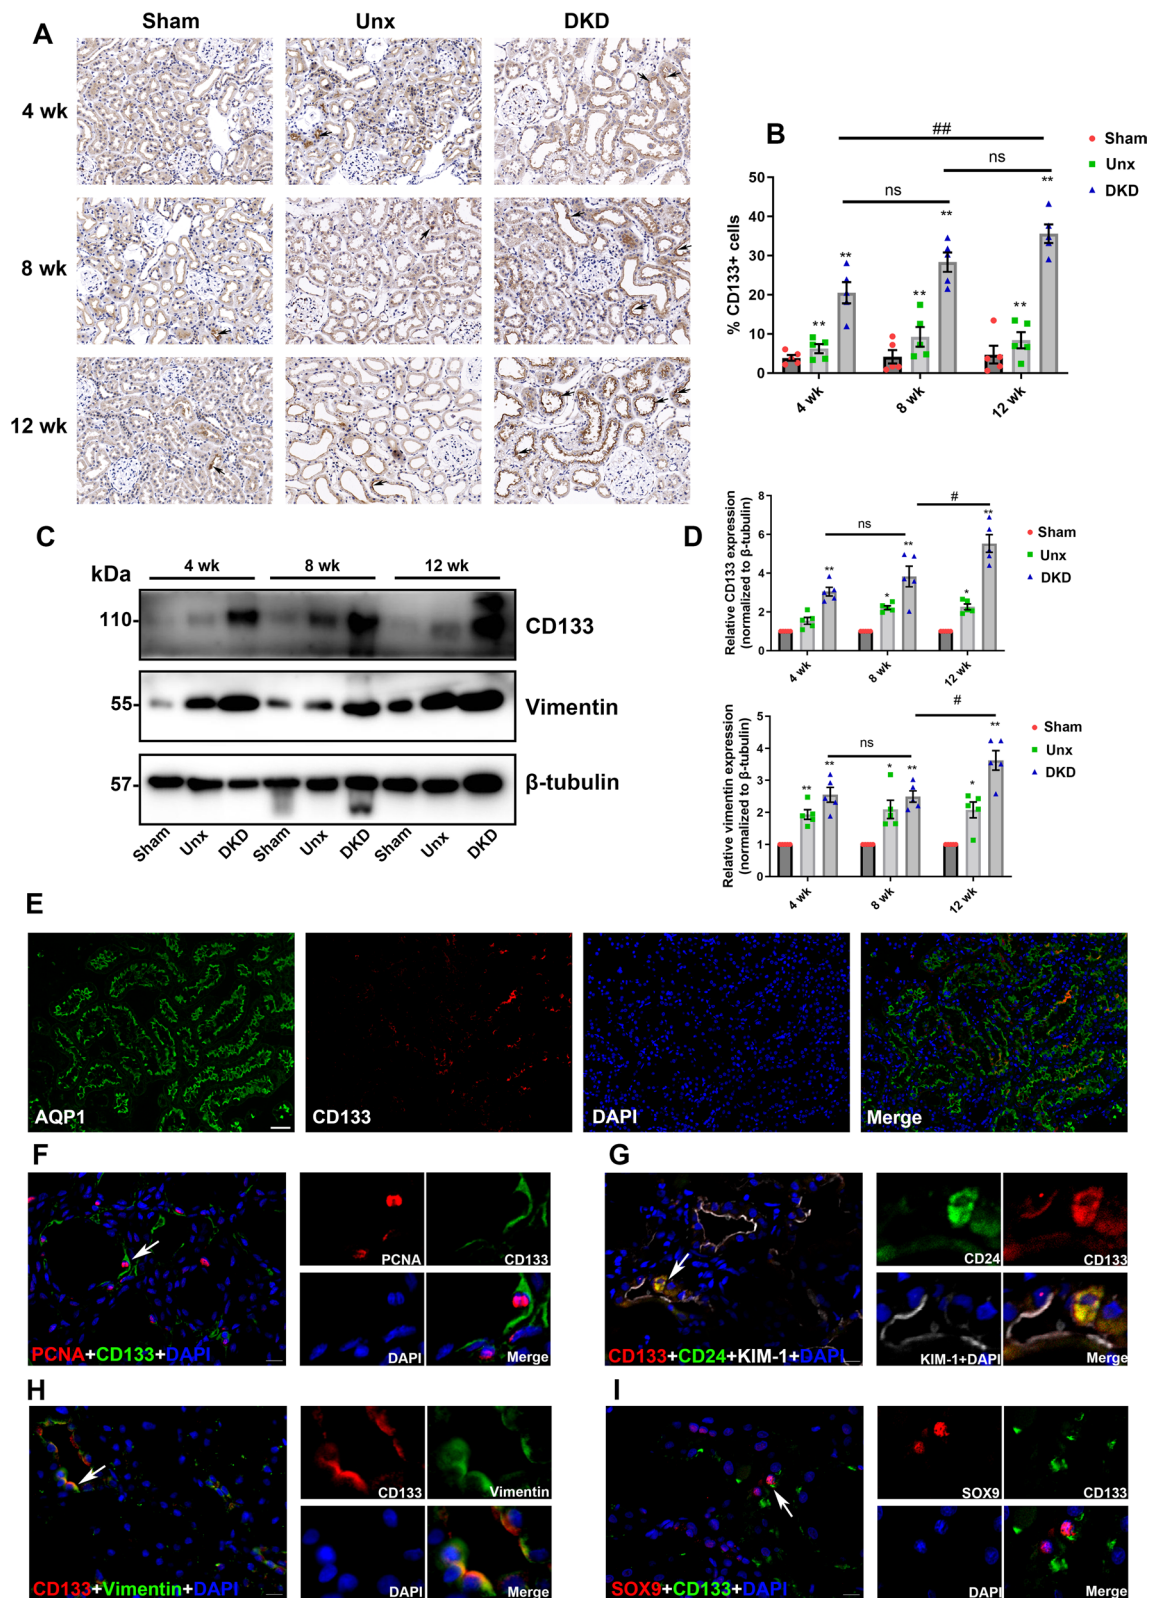 A
Sham
Unx
DKD
4 wk
8 wk
12 wk
B
##
ns
ns
Sham
Unx
DKD
% CD133+ cells
50
40
30
20
10
0
** ** ** ** ** **
4 wk
8 wk
12 wk
C
kDa
4 wk
8 wk
12 wk
110-
CD133
55-
Vimentin
57-
β-tubulin
Sham
Unx
DKD
Sham
Unx
DKD
Sham
Unx
DKD
D
Relative CD133 expression
(normalized to β-tubulin)
8
6
4
2
0
ns
#
** * ** * **
Sham
Unx
DKD
4 wk
8 wk
12 wk
Relative vimentin expression
(normalized to β-tubulin)
5
4
3
2
1
0
ns
#
** ** * ** * **
Sham
Unx
DKD
4 wk
8 wk
12 wk
E
AQP1
CD133
DAPI
Merge
F
PCNA+CD133+DAPI
PCNA
CD133
DAPI
Merge
G
CD133+CD24+KIM-1+DAPI
CD24
CD133
KIM-1+DAPI
Merge
H
CD133+Vimentin+DAPI
CD133
Vimentin
DAPI
Merge
I
SOX9+CD133+DAPI
SOX9
CD133
DAPI
Merge